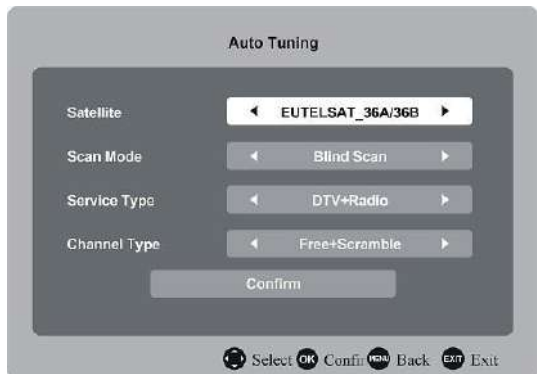 Auto Tuning
Satellite EUTELSAT_36A/36B
Scan Mode Blind Scan
Service Type DTV+Radio
Channel Type Free+Scramble
Confirm
Select OK Confir MENU Back EXIT Exit